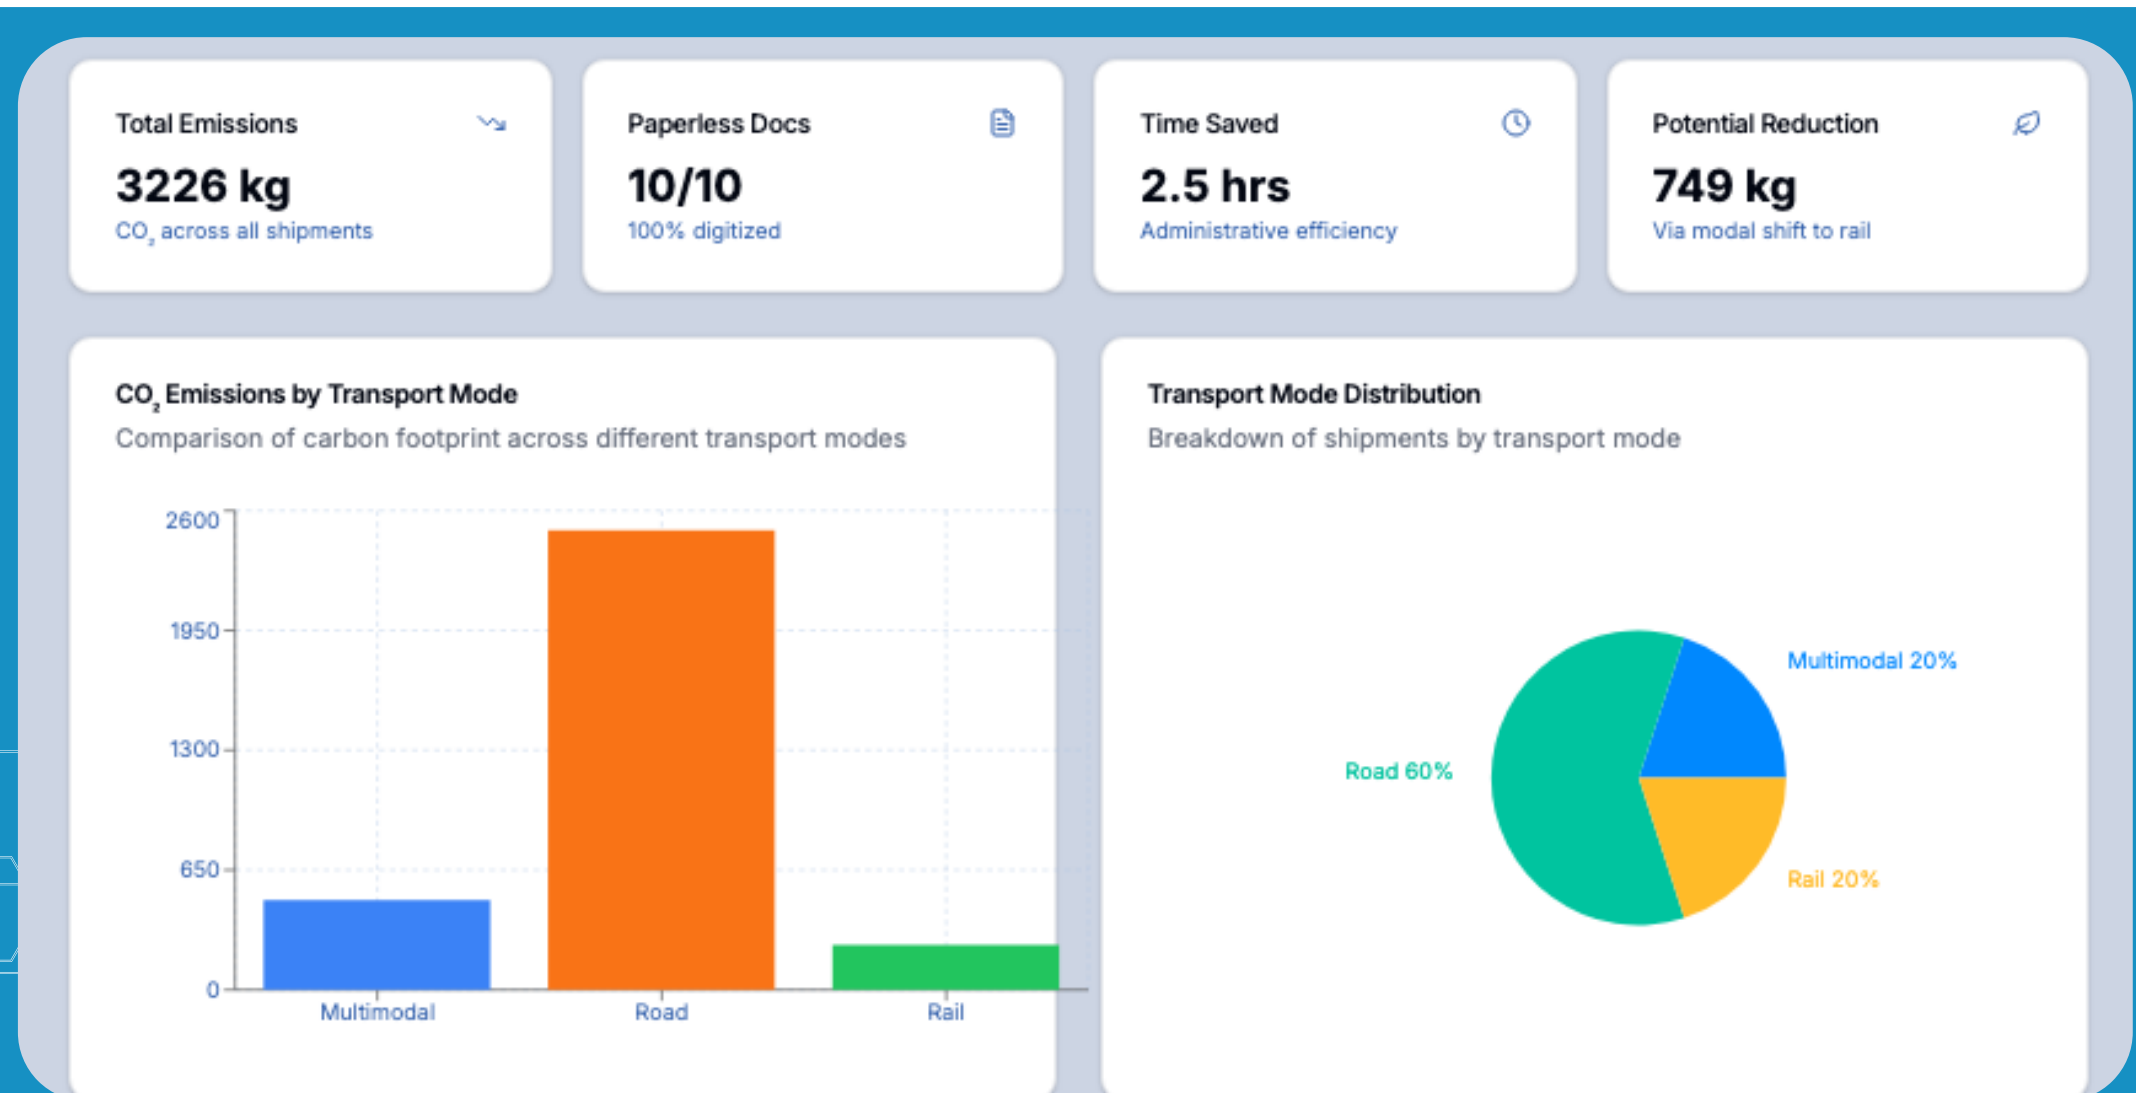 Total Emissions
3226 kg
CO₂ across all shipments
Paperless Docs
10/10
100% digitized
Time Saved
2.5 hrs
Administrative efficiency
Potential Reduction
749 kg
Via modal shift to rail
CO₂ Emissions by Transport Mode
Comparison of carbon footprint across different transport modes
2600
1950
1300
650
0
Multimodal
Road
Rail
Transport Mode Distribution
Breakdown of shipments by transport mode
Multimodal 20%
Road 60%
Rail 20%